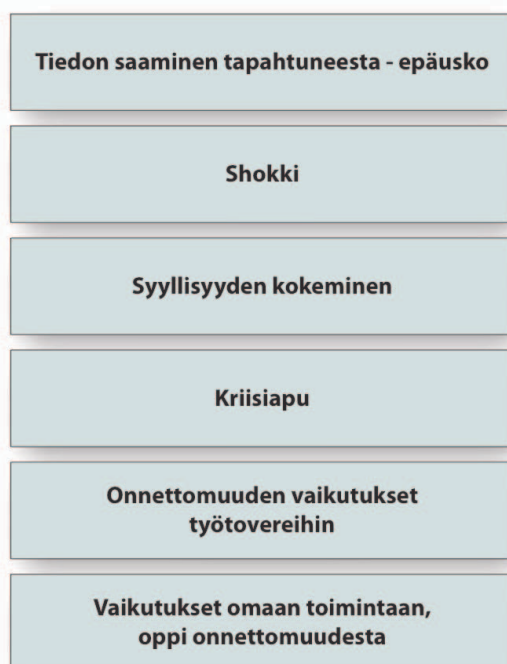 Tiedon saaminen tapahtuneesta - epäusko
Shokki
Syyllisyyden kokeminen
Kriisiapu
Onnettomuuden vaikutukset
työtovereihin
Vaikutukset omaan toimintaan,
oppi onnettomuudesta